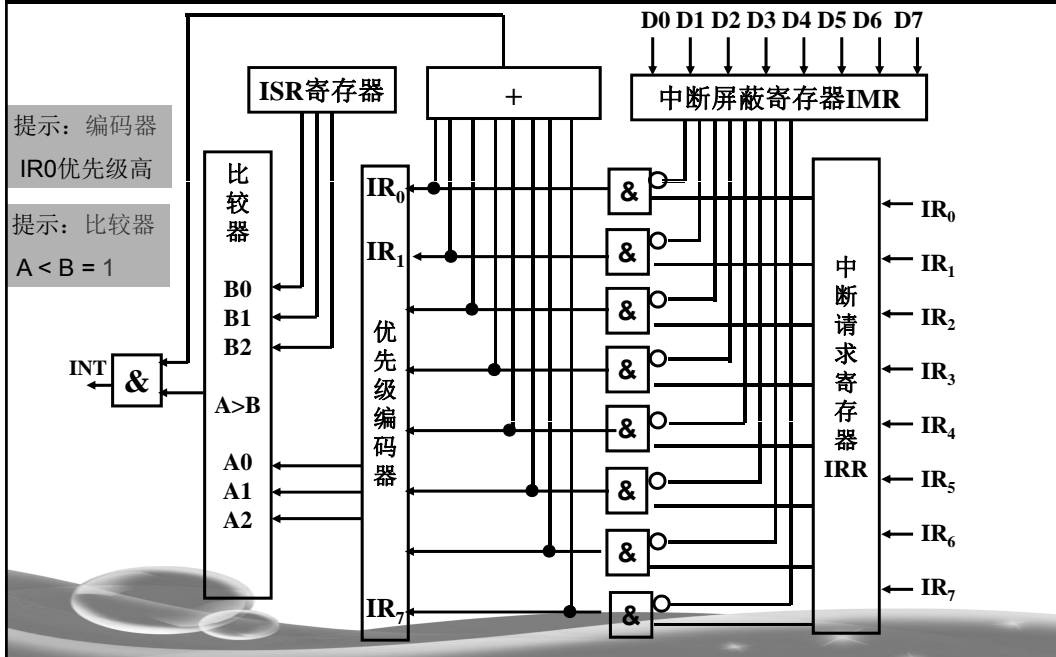 D0 D1 D2 D3 D4 D5 D6 D7
ISR寄存器
+
中断屏蔽寄存器IMR
提示：编码器
IR0优先级高
提示：比较器
A < B = 1
比较器
B0
B1
B2
A>B
A0
A1
A2
INT
&
IR₀
IR₁
优先级编码器
IR₇
&
&
&
&
&
&
&
&
中断请求寄存器
IRR
IR₀
IR₁
IR₂
IR₃
IR₄
IR₅
IR₆
IR₇